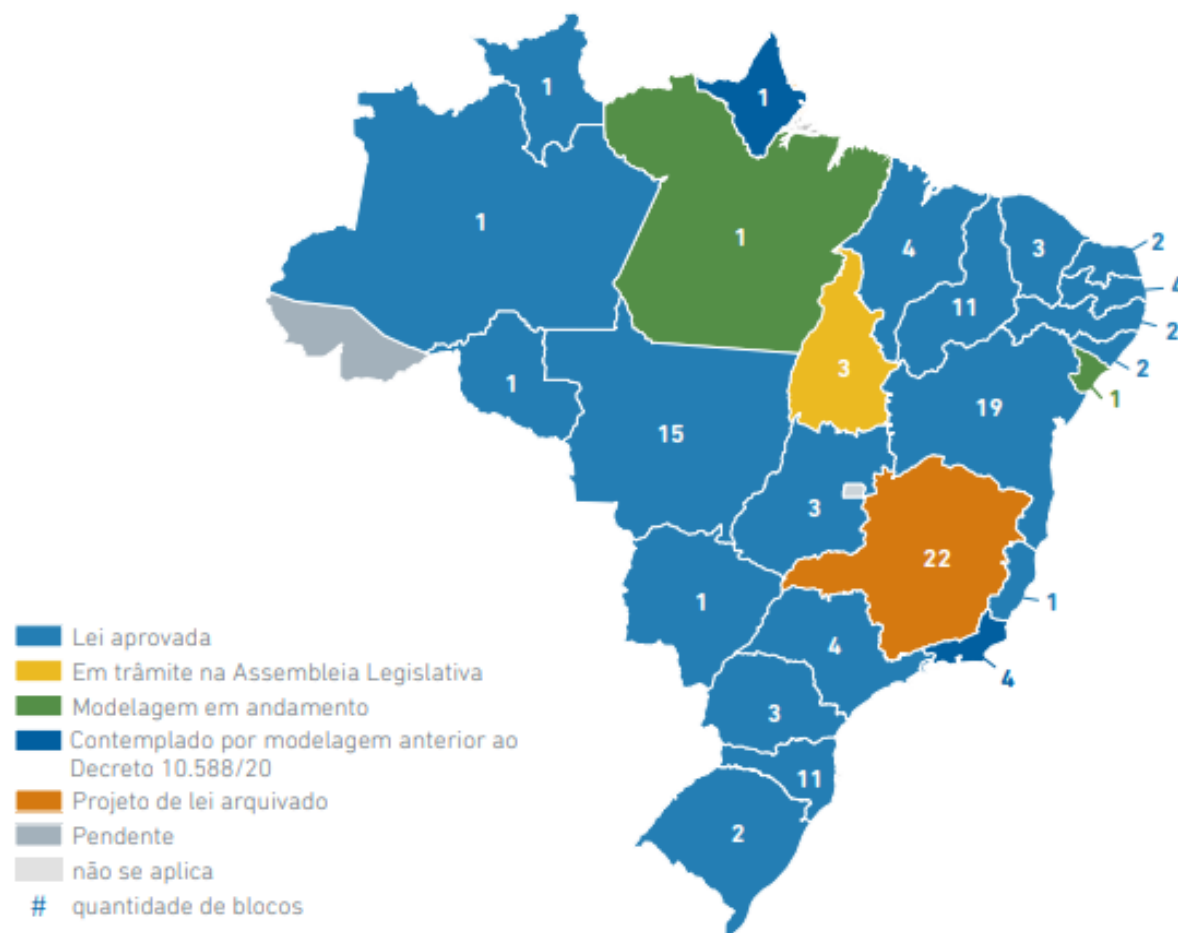 1
1
1
1
4
3
2
4
11
2
3
2
1
1
19
15
3
22
1
1
4
4
3
11
2
Lei aprovada
Em trâmite na Assembleia Legislativa
Modelagem em andamento
Contemplado por modelagem anterior ao
Decreto 10.588/20
Projeto de lei arquivado
Pendente
não se aplica
# quantidade de blocos